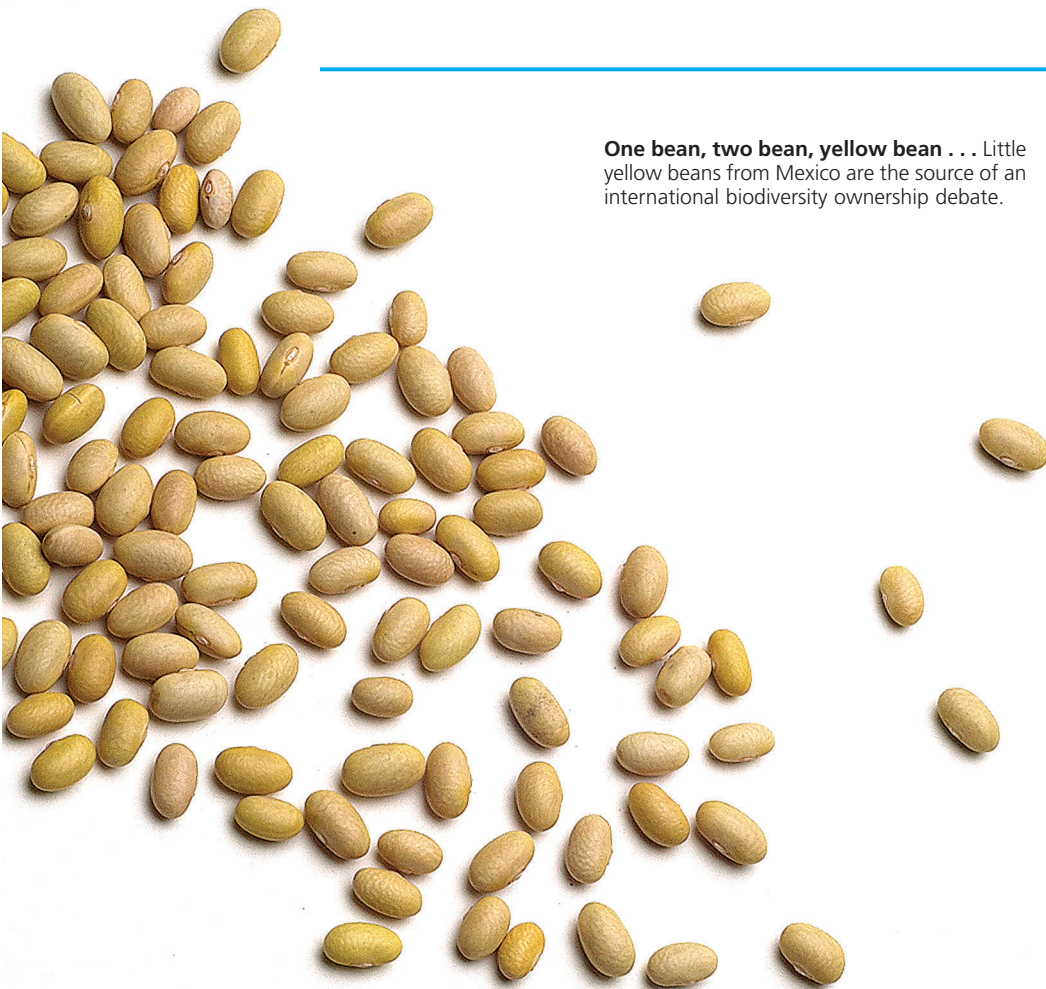 One bean, two bean, yellow bean . . . Little
yellow beans from Mexico are the source of an
international biodiversity ownership debate.